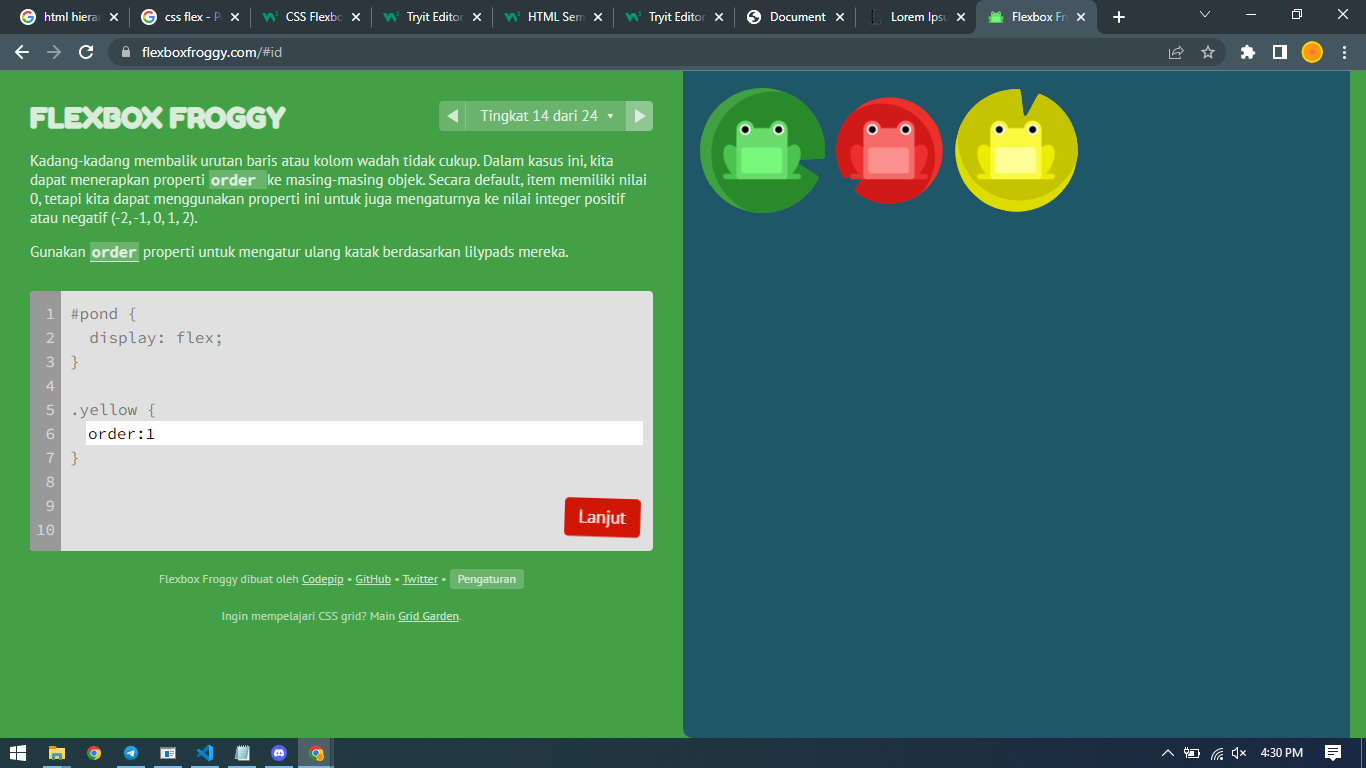 html hierar
css flex - P
CSS Flexbo
Tryit Editor
HTML Sem
Tryit Editor
Document
Lorem Ipsu
Flexbox Fro
flexboxfroggy.com/#id
FLEXBOX FROGGY
Tingkat 14 dari 24
Kadang-kadang membalik urutan baris atau kolom wadah tidak cukup. Dalam kasus ini, kita
dapat menerapkan properti order ke masing-masing objek. Secara default, item memiliki nilai
0, tetapi kita dapat menggunakan properti ini untuk juga mengaturnya ke nilai integer positif
atau negatif (-2, -1, 0, 1, 2).
Gunakan order properti untuk mengatur ulang katak berdasarkan lilypads mereka.
1 #pond {
2 display: flex;
3 }
4
5 .yellow {
6 order:1
7 }
8
9
10
Lanjut
Flexbox Froggy dibuat oleh Codepip • GitHub • Twitter • Pengaturan
Ingin mempelajari CSS grid? Main Grid Garden.
4:30 PM